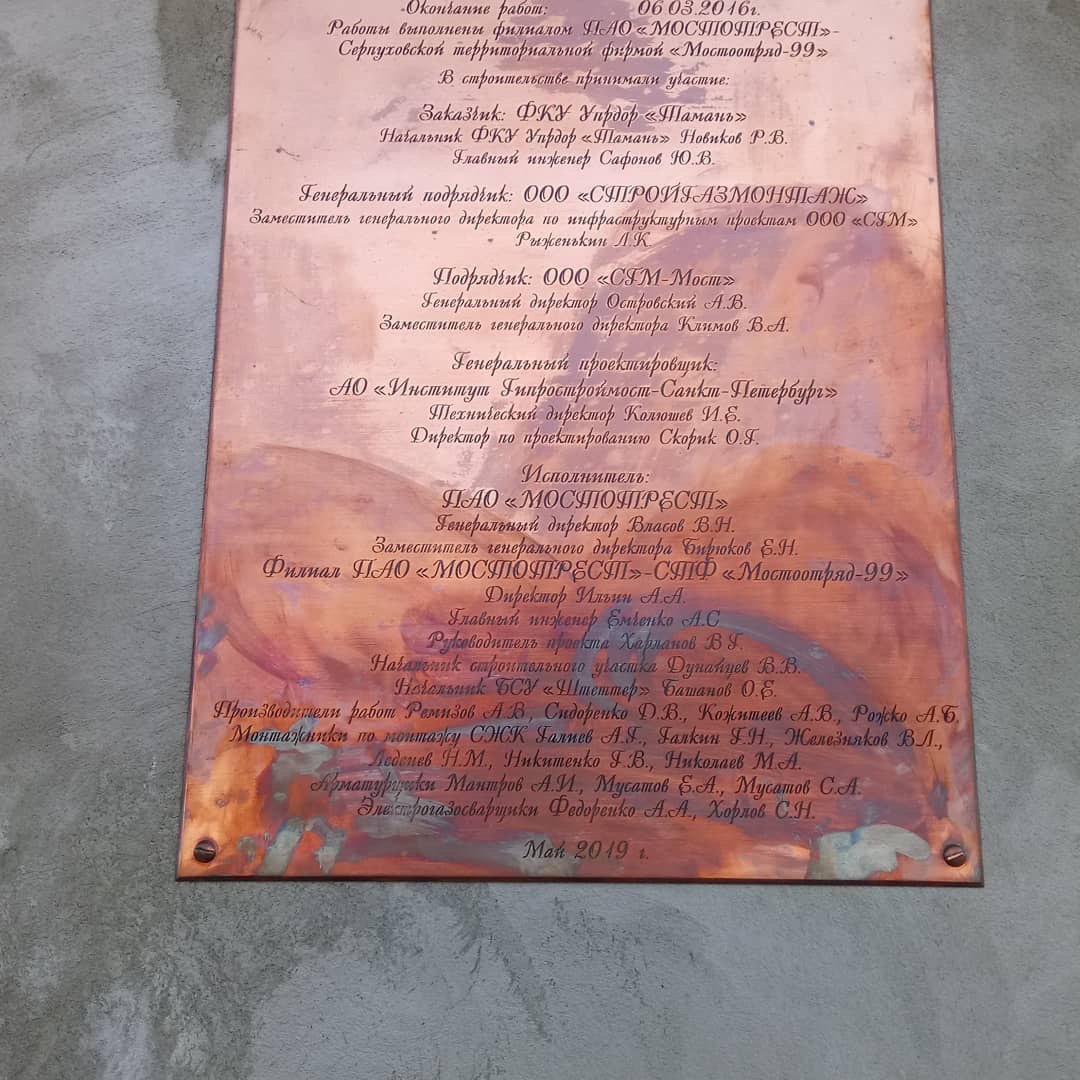 -Окончание работ: 06.03.2016г.
Работы выполнены филиалом ПАО «МОСТОТРЕСТ»-
Серпуховской территориальной фирмой «Мостоотряд-99»
В строительстве принимали участие:
Заказчик: ФКУ Упрдор «Тамань»
Начальник ФКУ Упрдор «Тамань» Новиков Р.В.
Главный инженер Сафонов Ю.В.
Генеральный подрядчик: ООО «СТРОЙГАЗМОНТАЖ»
Заместитель генерального директора по инфраструктурным проектам ООО «СГМ»
Рыженькин Л.К.
Подрядчик: ООО «СГМ-Мост»
Генеральный директор Островский А.В.
Заместитель генерального директора Климов В.А.
Генеральный проектировщик:
АО «Институт Гипростроймост-Санкт-Петербург»
Технический директор Колюшев И.Е.
Директор по проектированию Скорик О.Г.
Исполнитель:
ПАО «МОСТОТРЕСТ»
Генеральный директор Власов В.Н.
Заместитель генерального директора Бирюков Е.Н.
Филиал ПАО «МОСТОТРЕСТ»-СТФ «Мостоотряд-99»
Директор Ильин А.А.
Главный инженер Емченко А.С
Руководитель проекта Харланов В.Г.
Начальник строительного участка Дунайцев В.В.
Начальник БСУ «Штеттер» Башанов О.Е.
Производители работ Ремизов А.В., Сидоренко Д.В., Кожитеев А.В., Рожко А.Б.
Монтажники по монтажу СЖК Галиев А.Г., Галкин Г.Н., Железняков В.Л.,
Леденев Н.М., Никитенко Г.В., Николаев М.А.
Арматурщики Мантров А.И., Мусатов Е.А., Мусатов С.А.
Электрогазосварщики Федоренко А.А., Хорлов С.Н.
Май 2019 г.